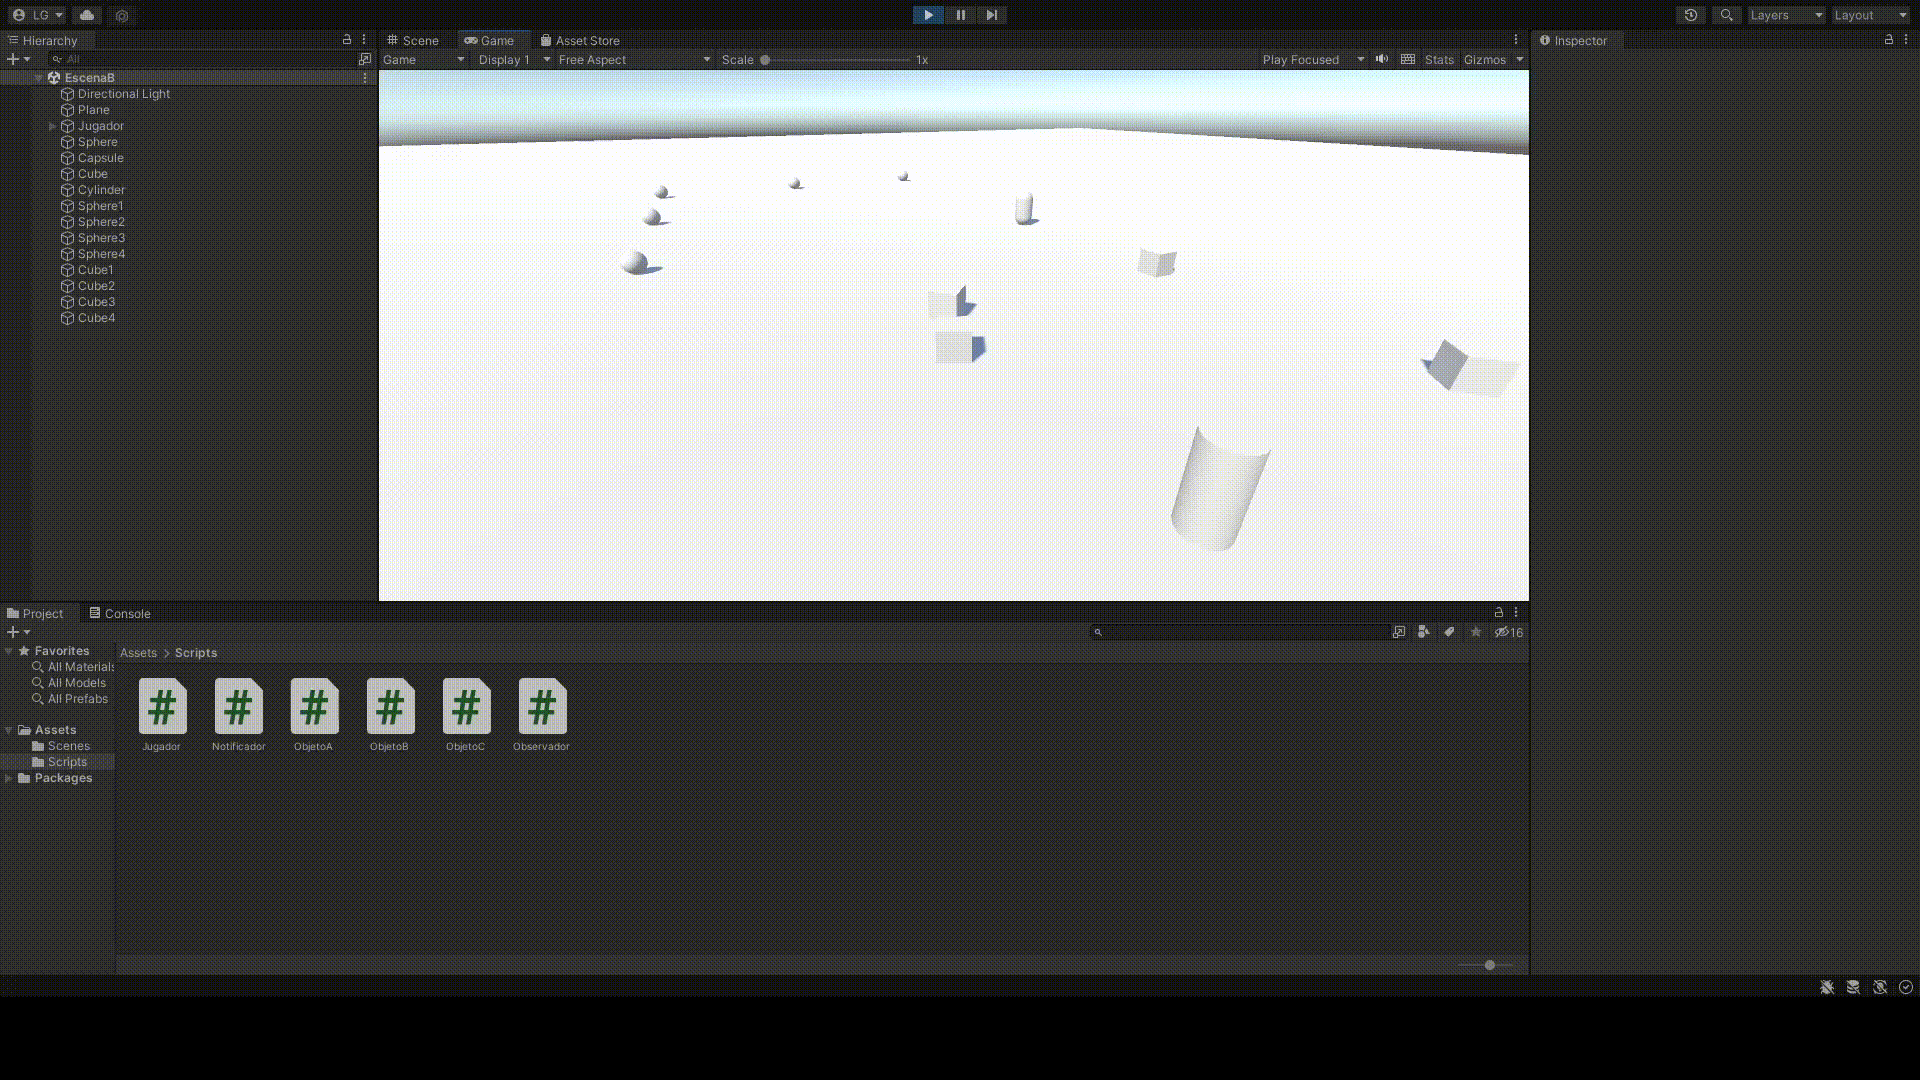 LG
Layers
Layout
Hierarchy
All
EscenaB
Directional Light
Plane
Jugador
Sphere
Capsule
Cube
Cylinder
Sphere1
Sphere2
Sphere3
Sphere4
Cube1
Cube2
Cube3
Cube4
Scene
Game
Asset Store
Game
Display 1
Free Aspect
Scale
1x
Play Focused
Stats
Gizmos
Inspector
Project
Console
16
Favorites
All Materials
All Models
All Prefabs
Assets
Scenes
Scripts
Packages
Assets > Scripts
# # # # # #
Jugador
Notificador
ObjetoA
ObjetoB
ObjetoC
Observador